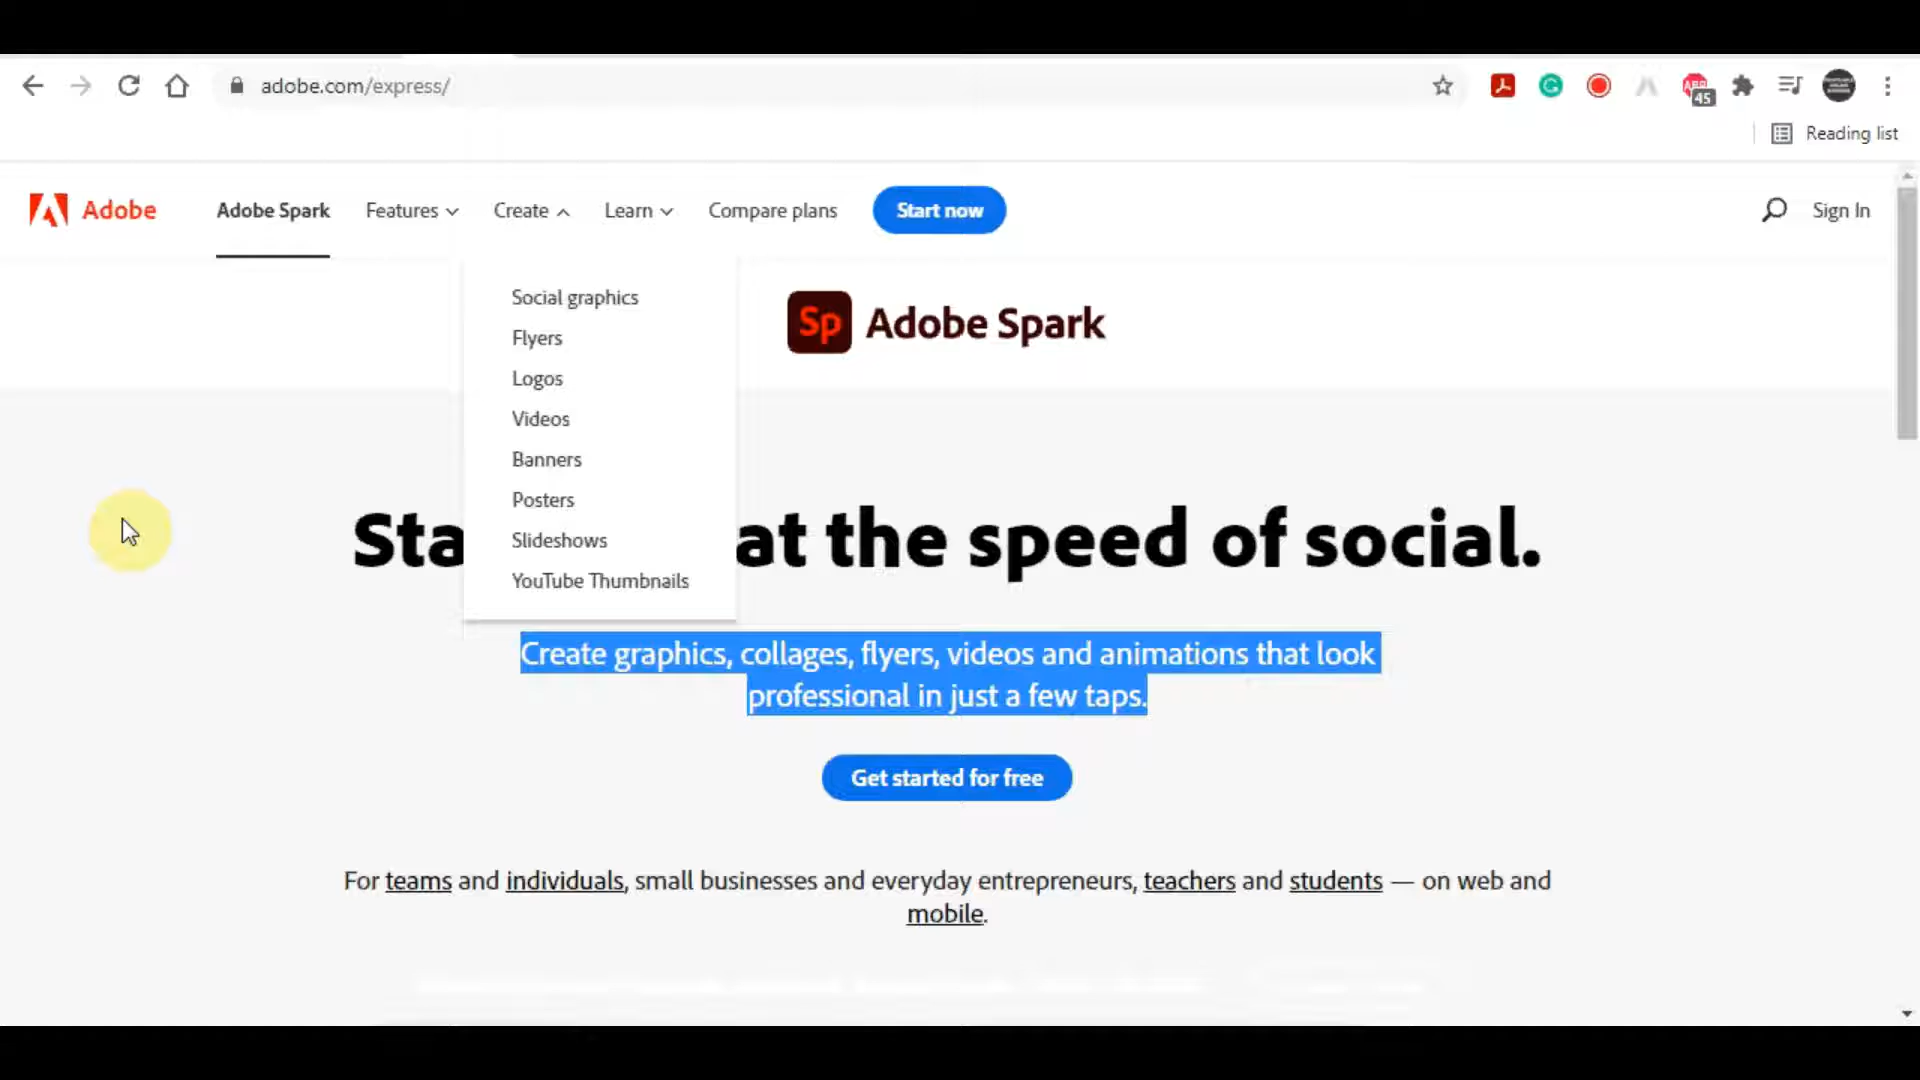 adobe.com/express/
45
Reading list
Adobe
Adobe Spark
Features
Create
Learn
Compare plans
Start now
Sign In
Social graphics
Flyers
Logos
Videos
Banners
Posters
Slideshows
YouTube Thumbnails
Sp Adobe Spark
Sta at the speed of social.
Create graphics, collages, flyers, videos and animations that look
professional in just a few taps.
Get started for free
For teams and individuals, small businesses and everyday entrepreneurs, teachers and students — on web and
mobile.